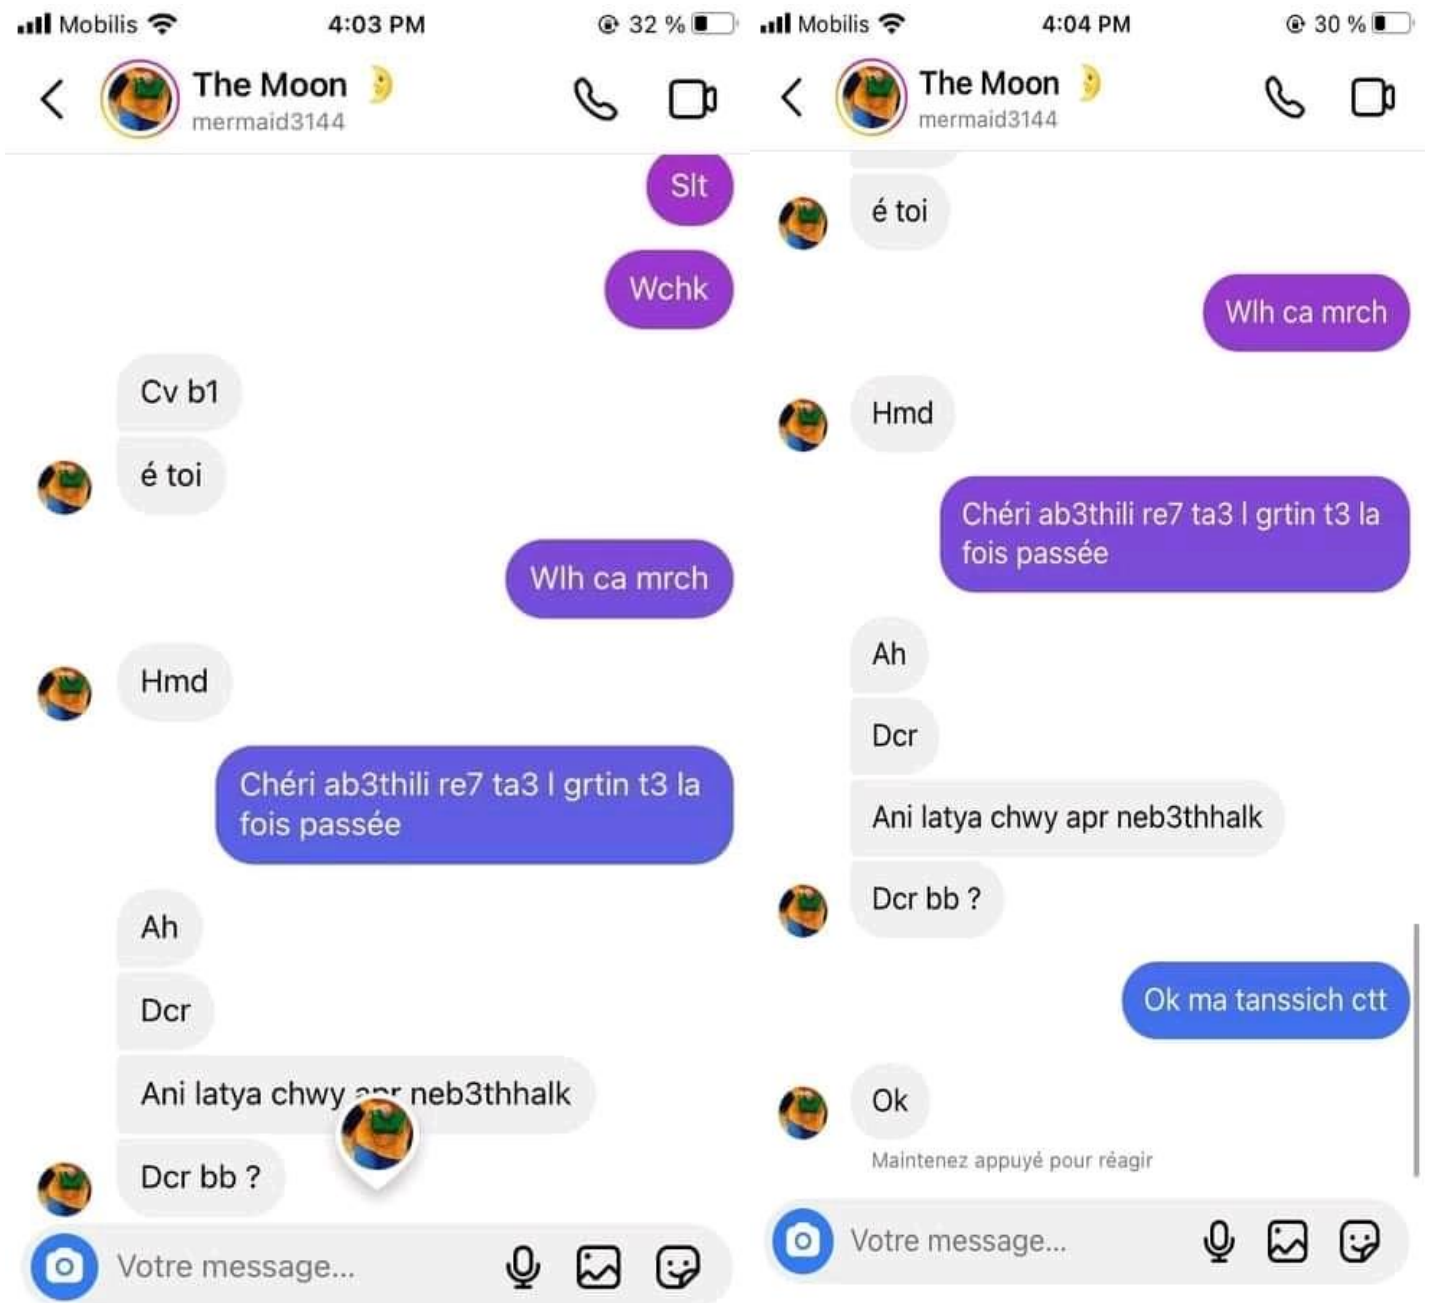 Mobilis 4:03 PM 32 %
The Moon 🌛
mermaid3144
Slt
Wchk
Cv b1
é toi
Wlh ca mrch
Hmd
Chéri ab3thili re7 ta3 l grtin t3 la
fois passée
Ah
Dcr
Ani latya chwy apr neb3thhalk
Dcr bb ?
Votre message...
Mobilis 4:04 PM 30 %
The Moon 🌛
mermaid3144
é toi
Wlh ca mrch
Hmd
Chéri ab3thili re7 ta3 l grtin t3 la
fois passée
Ah
Dcr
Ani latya chwy apr neb3thhalk
Dcr bb ?
Ok ma tanssich ctt
Ok
Maintenez appuyé pour réagir
Votre message...